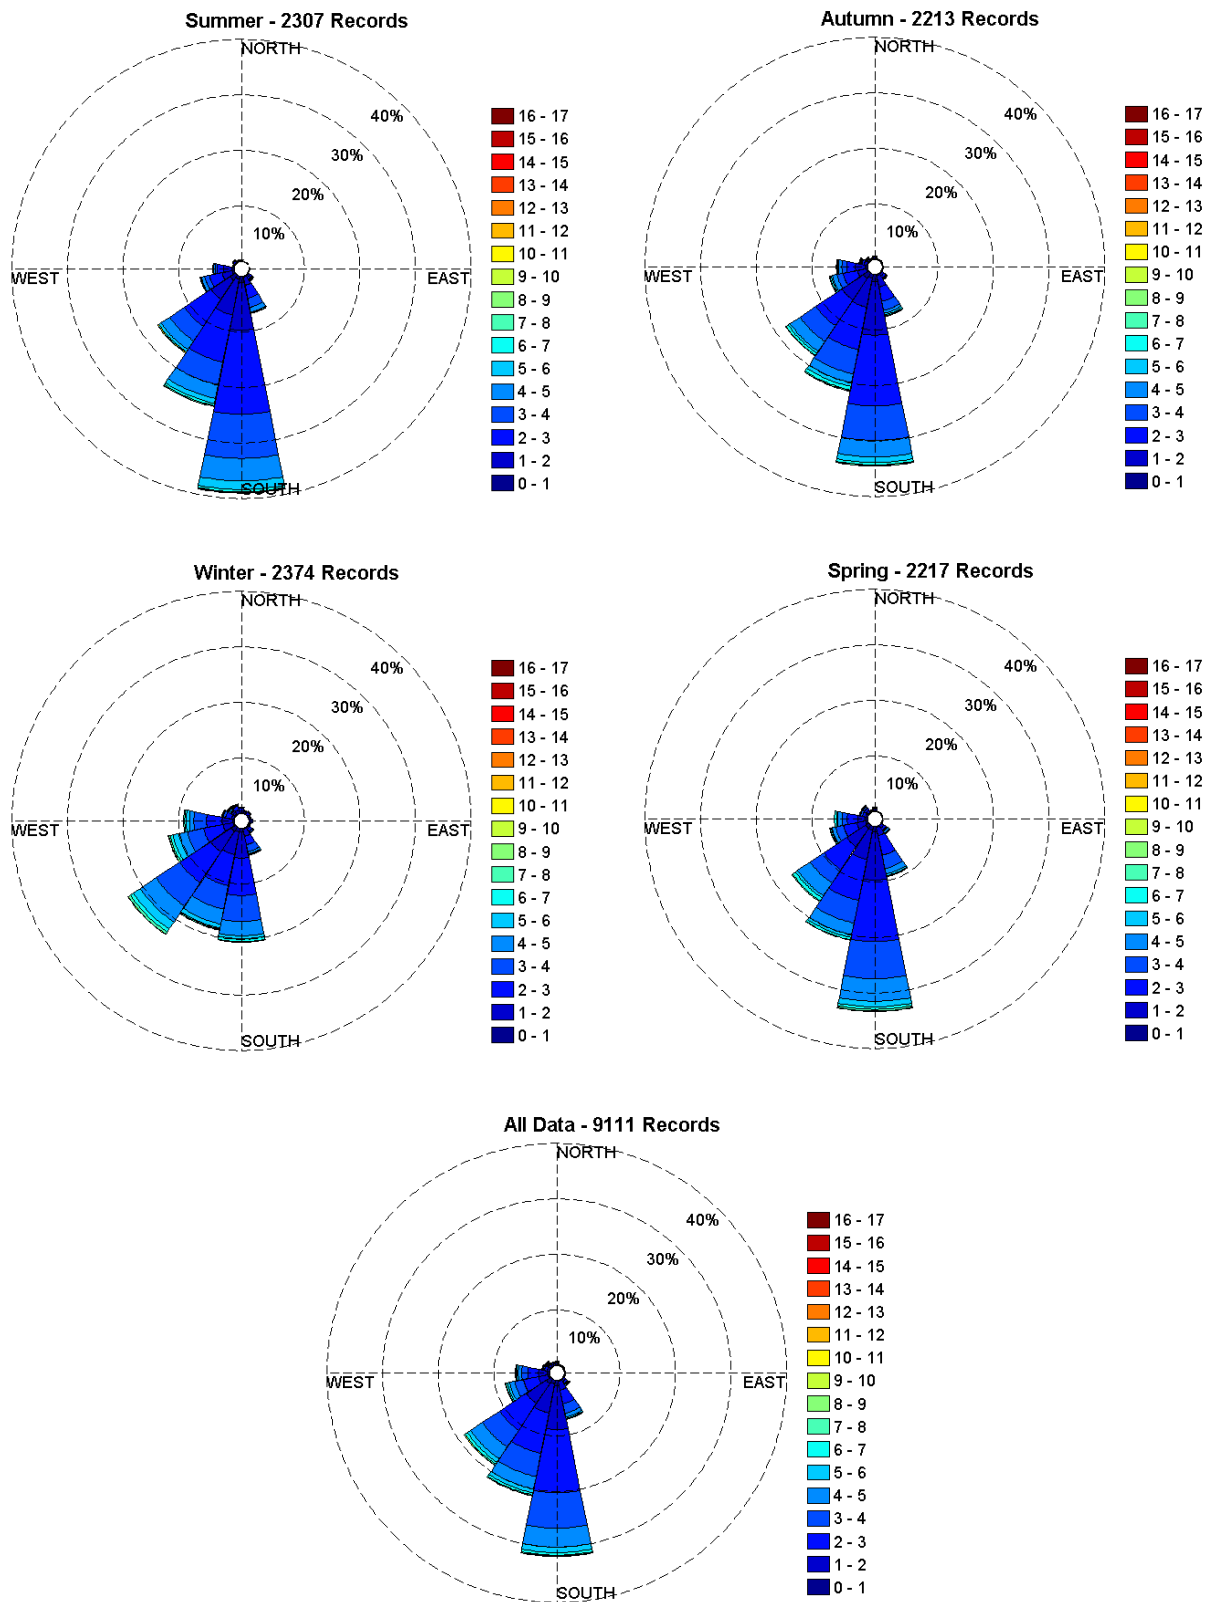 Summer - 2307 Records
NORTH
40%
30%
20%
10%
WEST
EAST
SOUTH
16 - 17
15 - 16
14 - 15
13 - 14
12 - 13
11 - 12
10 - 11
9 - 10
8 - 9
7 - 8
6 - 7
5 - 6
4 - 5
3 - 4
2 - 3
1 - 2
0 - 1
Autumn - 2213 Records
NORTH
40%
30%
20%
10%
WEST
EAST
SOUTH
16 - 17
15 - 16
14 - 15
13 - 14
12 - 13
11 - 12
10 - 11
9 - 10
8 - 9
7 - 8
6 - 7
5 - 6
4 - 5
3 - 4
2 - 3
1 - 2
0 - 1
Winter - 2374 Records
NORTH
40%
30%
20%
10%
WEST
EAST
SOUTH
16 - 17
15 - 16
14 - 15
13 - 14
12 - 13
11 - 12
10 - 11
9 - 10
8 - 9
7 - 8
6 - 7
5 - 6
4 - 5
3 - 4
2 - 3
1 - 2
0 - 1
Spring - 2217 Records
NORTH
40%
30%
20%
10%
WEST
EAST
SOUTH
16 - 17
15 - 16
14 - 15
13 - 14
12 - 13
11 - 12
10 - 11
9 - 10
8 - 9
7 - 8
6 - 7
5 - 6
4 - 5
3 - 4
2 - 3
1 - 2
0 - 1
All Data - 9111 Records
NORTH
40%
30%
20%
10%
WEST
EAST
SOUTH
16 - 17
15 - 16
14 - 15
13 - 14
12 - 13
11 - 12
10 - 11
9 - 10
8 - 9
7 - 8
6 - 7
5 - 6
4 - 5
3 - 4
2 - 3
1 - 2
0 - 1